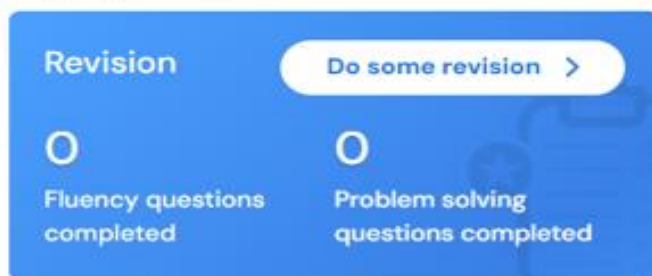 Revision
Do some revision
0
Fluency questions
completed
0
Problem solving
questions completed